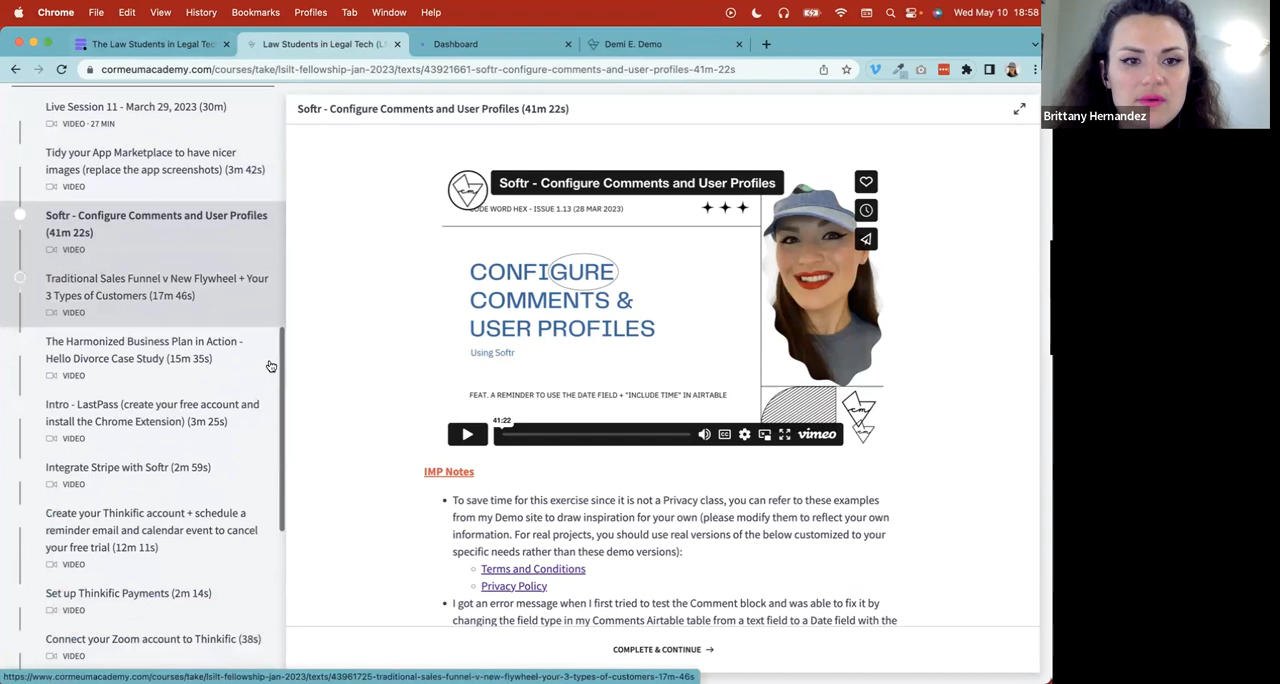 Chrome File Edit View History Bookmarks Profiles Tab Window Help Wed May 10 18:58
The Law Students in Legal Tec Law Students in Legal Tech (L Dashboard Demi E. Demo
cormeumacademy.com/courses/take/lsilt-fellowship-jan-2023/texts/43921661-softr-configure-comments-and-user-profiles-41m-22s
Brittany Hernandez
Live Session 11 - March 29, 2023 (30m)
VIDEO · 27 MIN
Tidy your App Marketplace to have nicer
images (replace the app screenshots) (3m 42s)
VIDEO
Softr - Configure Comments and User Profiles
(41m 22s)
VIDEO
Traditional Sales Funnel v New Flywheel + Your
3 Types of Customers (17m 46s)
VIDEO
The Harmonized Business Plan in Action -
Hello Divorce Case Study (15m 35s)
VIDEO
Intro - LastPass (create your free account and
install the Chrome Extension) (3m 25s)
VIDEO
Integrate Stripe with Softr (2m 59s)
VIDEO
Create your Thinkific account + schedule a
reminder email and calendar event to cancel
your free trial (12m 11s)
VIDEO
Set up Thinkific Payments (2m 14s)
VIDEO
Connect your Zoom account to Thinkific (38s)
VIDEO
Softr - Configure Comments and User Profiles (41m 22s)
Softr - Configure Comments and User Profiles
CODE WORD HEX - ISSUE 1.13 (28 MAR 2023)
CONFIGURE
COMMENTS &
USER PROFILES
Using Softr
FEAT. A REMINDER TO USE THE DATE FIELD + "INCLUDE TIME" IN AIRTABLE
cm
41:22
vimeo
IMP Notes
• To save time for this exercise since it is not a Privacy class, you can refer to these examples
from my Demo site to draw inspiration for your own (please modify them to reflect your own
information. For real projects, you should use real versions of the below customized to your
specific needs rather than these demo versions):
Terms and Conditions
Privacy Policy
• I got an error message when I first tried to test the Comment block and was able to fix it by
changing the field type in my Comments Airtable table from a text field to a Date field with the
COMPLETE & CONTINUE →
https://www.cormeumacademy.com/courses/take/lsilt-fellowship-jan-2023/texts/43961725-traditional-sales-funnel-v-new-flywheel-your-3-types-of-customers-17m-46s